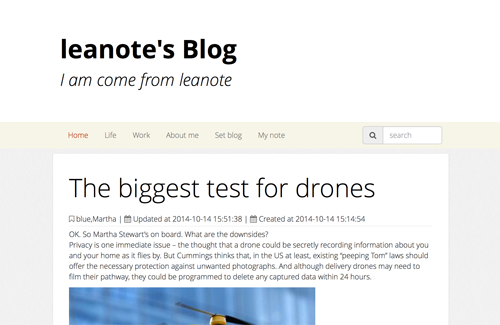 leanote's Blog
I am come from leanote
Home Life Work About me Set blog My note search
The biggest test for drones
blue,Martha | Updated at 2014-10-14 15:51:38 | Created at 2014-10-14 15:14:54
OK. So Martha Stewart's on board. What are the downsides?
Privacy is one immediate issue – the thought that a drone could be secretly recording information about you
and your home as it flies by. But Cummings thinks that, in the US at least, existing “peeping Tom” laws should
offer the necessary protection against unwanted photographs. And although delivery drones may need to
film their pathway, they could be programmed to delete any captured data within 24 hours.